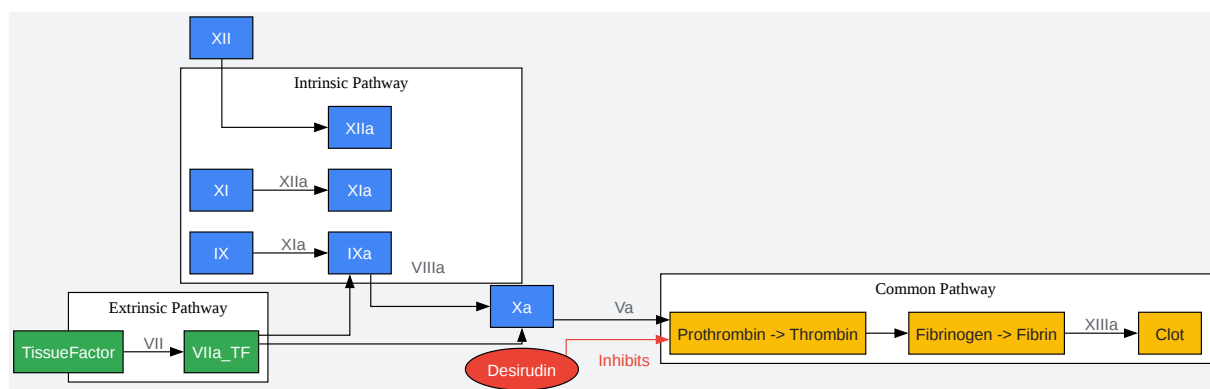 XII
Intrinsic Pathway
XIIa
XI
XIIa
XIa
IX
XIa
IXa
VIIIa
Extrinsic Pathway
TissueFactor
VII
VIIa_TF
Xa
Va
Desirudin
Inhibits
Common Pathway
Prothrombin -> Thrombin
Fibrinogen -> Fibrin
XIIIa
Clot